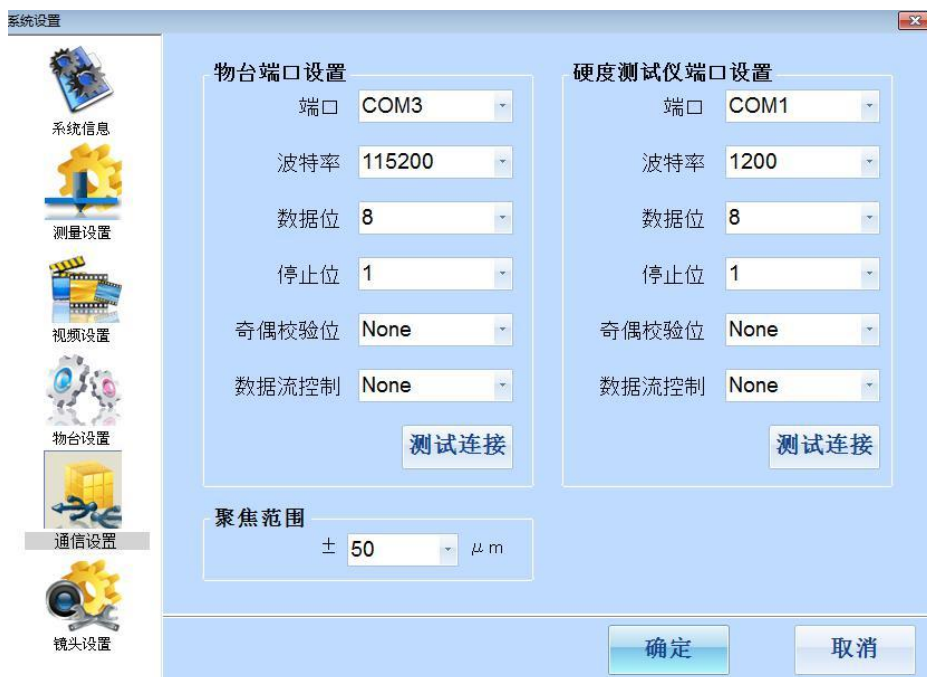 系统设置
系统信息
测量设置
视频设置
物台设置
通信设置
镜头设置
物台端口设置
端口 COM3
波特率 115200
数据位 8
停止位 1
奇偶校验位 None
数据流控制 None
测试连接
硬度测试仪端口设置
端口 COM1
波特率 1200
数据位 8
停止位 1
奇偶校验位 None
数据流控制 None
测试连接
聚焦范围
± 50 μm
确定 取消